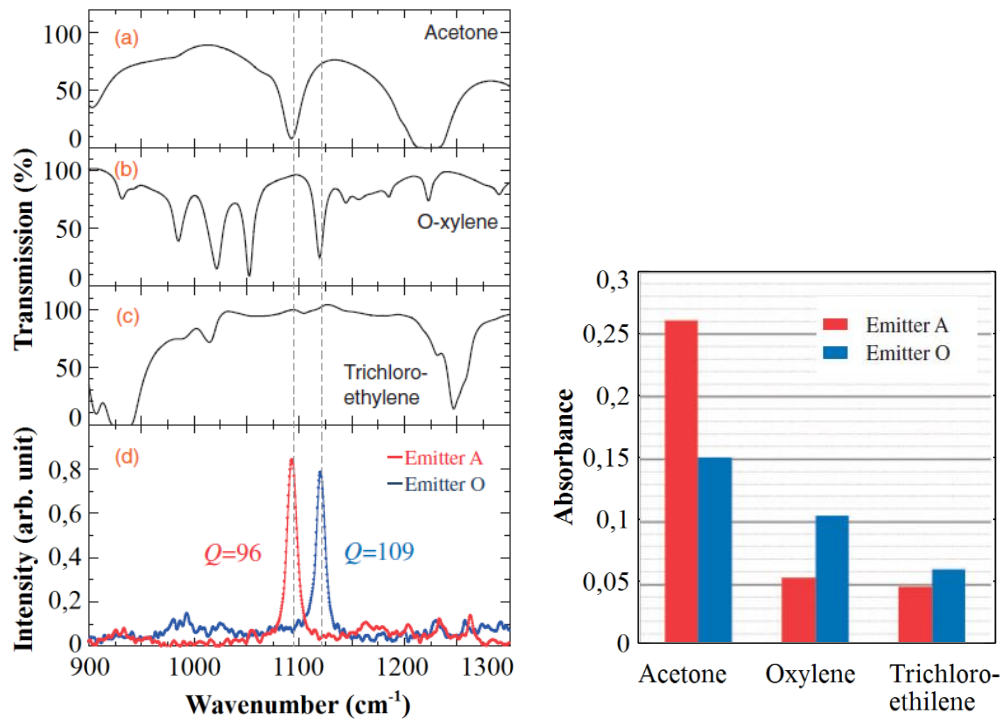 (a)
Acetone
100
50
0
(b)
O-xylene
100
50
0
(c)
Trichloro-
ethylene
100
50
0
Transmission (%)
(d)
Emitter A
Emitter O
Q=96
Q=109
0,8
0,6
0,4
0,2
0
Intensity (arb. unit)
900 1000 1100 1200 1300
Wavenumber (cm-1)
0,3
0,25
0,2
0,15
0,1
0,05
0
Absorbance
Emitter A
Emitter O
Acetone Oxylene Trichloro-
ethilene